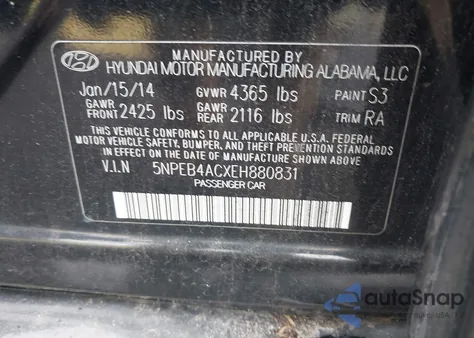 MANUFACTURED BY
HYUNDAI MOTOR MANUFACTURING ALABAMA, LLC
Jan/15/14 GVWR 4365 lbs PAINT S3
GAWR FRONT 2425 lbs GAWR REAR 2116 lbs TRIM RA
THIS VEHICLE CONFORMS TO ALL APPLICABLE U.S.A FEDERAL
MOTOR VEHICLE SAFETY, BUMPER, AND THEFT PREVENTION
STANDARDS IN EFFECT ON THE DATE OF MANUFACTURE SHOWN ABOVE.
V.I.N 5NPEB4ACXEH880831
PASSENGER CAR
autaSnap